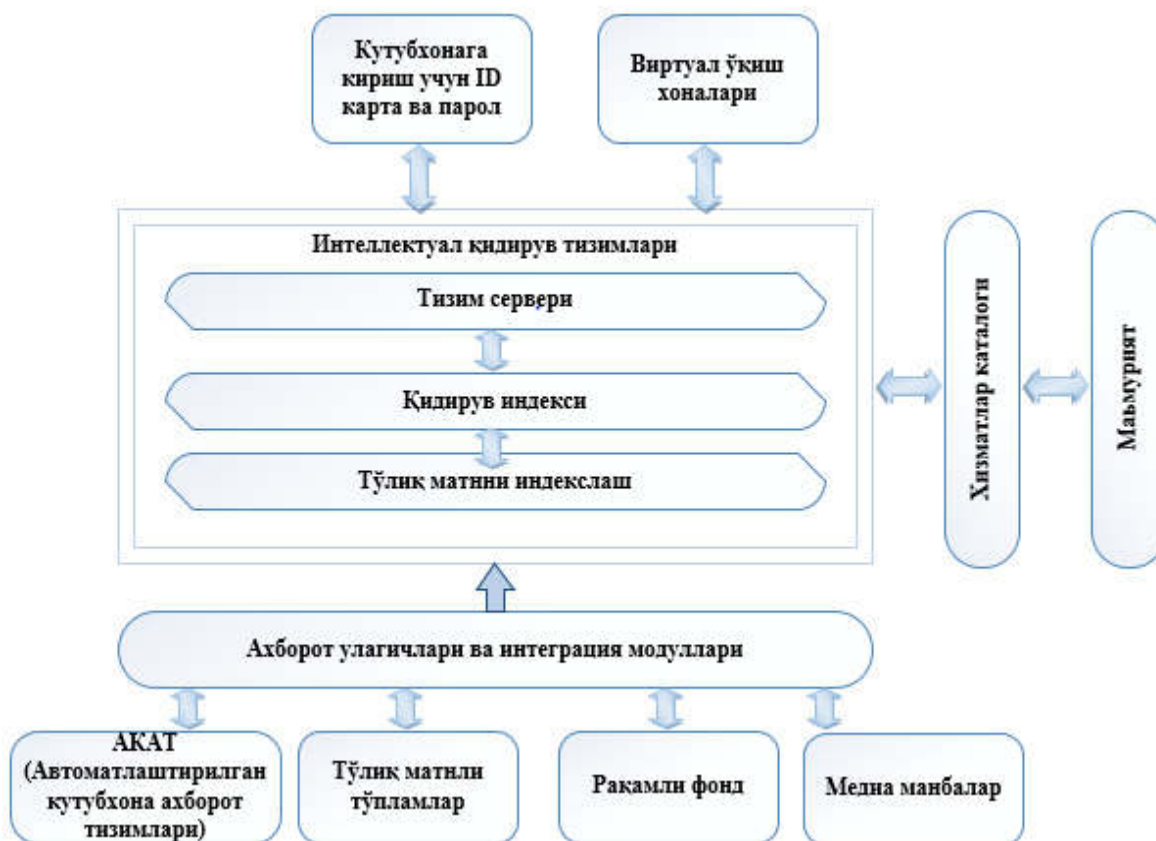 Кутубхонага
кириш учун ID
карта ва парол
Виртуал ўқиш
хоналари
Интеллектуал қидирув тизимлари
Тизим сервери
Қидирув индекси
Тўлиқ матнни индекслаш
Хизматлар каталоги
Маьмурият
Ахборот улагичлари ва интеграция модуллари
АКАТ
(Автоматлаштирилган
кутубхона ахборот
тизимлари)
Тўлиқ матнли
тўпламлар
Рақамли фонд
Медиа манбалар